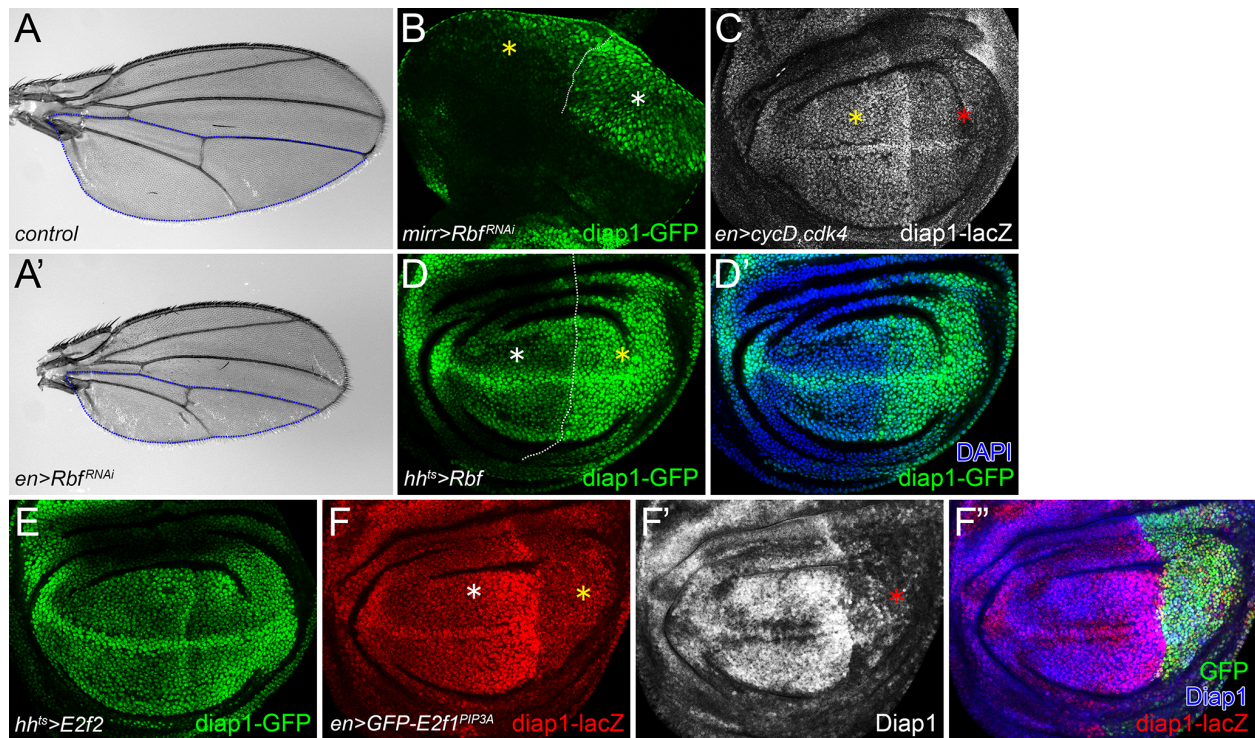 A
control
B
*
*
mirr>Rbf^RNAi diap1-GFP
C
*
*
en>cycD,cdk4 diap1-lacZ
A'
en>Rbf^RNAi
D
*
*
hh^ts>Rbf diap1-GFP
D'
DAPI
diap1-GFP
E
hh^ts>E2f2 diap1-GFP
F
*
*
en>GFP-E2f1^PIP3A diap1-lacZ
F'
*
Diap1
F"
GFP
Diap1
diap1-lacZ